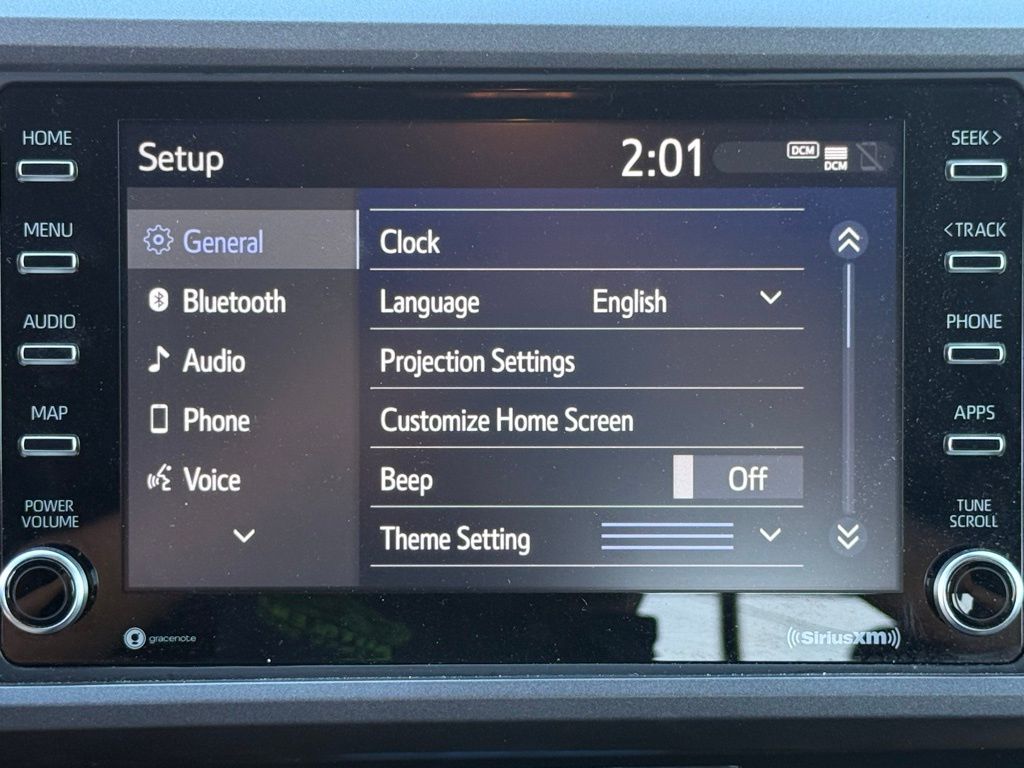 HOME
MENU
AUDIO
MAP
POWER
VOLUME
Setup
2:01
DCM
DCM
General
Bluetooth
Audio
Phone
Voice
Clock
Language English
Projection Settings
Customize Home Screen
Beep Off
Theme Setting
SEEK>
<TRACK
PHONE
APPS
TUNE
SCROLL
g gracenote
((SiriusXM))